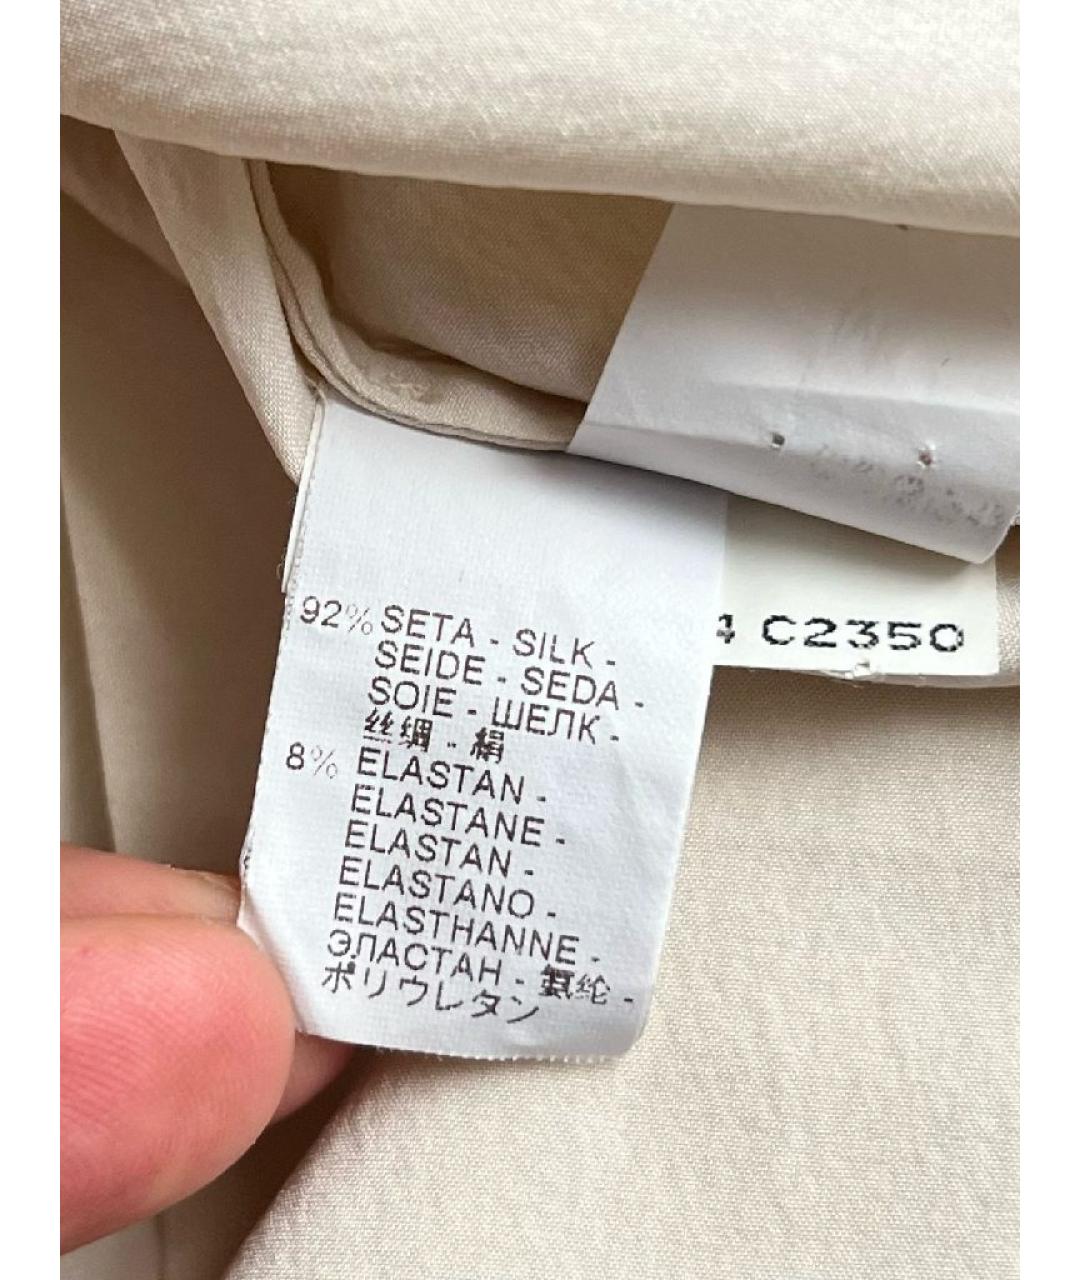 92% SETA - SILK -
SEIDE - SEDA -
SOIE - ШЕЛК -
丝绸 - 絹
8% ELASTAN -
ELASTANE -
ELASTAN -
ELASTANO -
ELASTHANNE -
ЭЛАСТАН - 氨纶 -
ポリウレタン
4 C2350